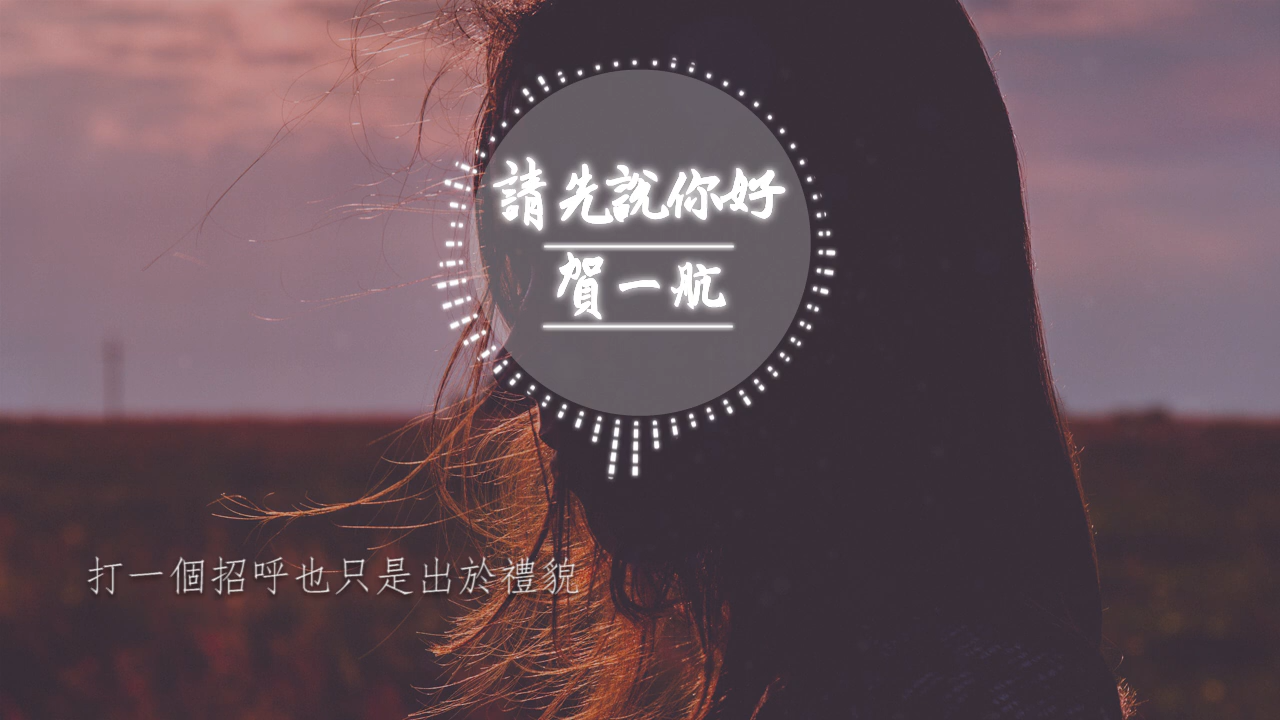 請先說你好
賀一航
打一個招呼也只是出於禮貌